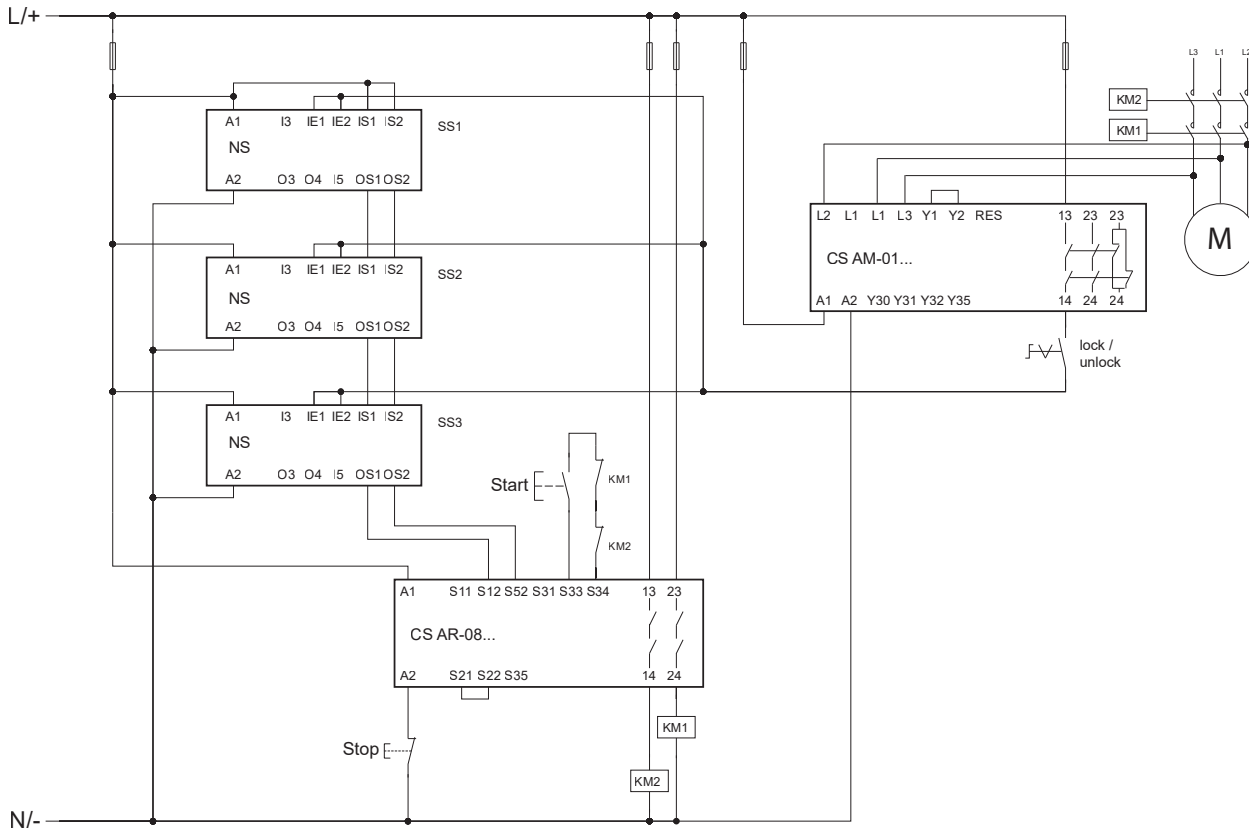 L/+
L3 L1 L2
KM2
KM1
A1 I3 IE1 IE2 IS1 IS2
SS1
NS
A2 O3 O4 I5 OS1 OS2
L2 L1 L1 L3 Y1 Y2 RES 13 23 23
M
CS AM-01...
A1 A2 Y30 Y31 Y32 Y35 14 24 24
A1 I3 IE1 IE2 IS1 IS2
SS2
NS
A2 O3 O4 I5 OS1 OS2
lock /
unlock
A1 I3 IE1 IE2 IS1 IS2
SS3
NS
A2 O3 O4 I5 OS1 OS2
Start
KM1
KM2
A1 S11 S12 S52 S31 S33 S34 13 23
CS AR-08...
A2 S21 S22 S35 14 24
KM1
Stop
KM2
N/-